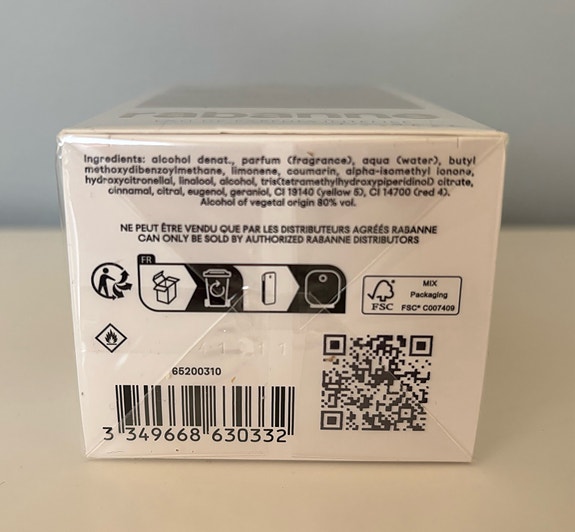 rabanne
Ingredients: alcohol denat., parfum (fragrance), aqua (water), butyl
methoxydibenzoylmethane, limonene, coumarin, alpha-isomethyl ionone,
hydroxycitronellal, linalool, alcohol, tris(tetramethylhydroxypiperidinol) citrate,
cinnamal, citral, eugenol, geraniol, CI 19140 (yellow 5), CI 14700 (red 4).
Alcohol of vegetal origin 80% vol.
NE PEUT ÊTRE VENDU QUE PAR LES DISTRIBUTEURS AGRÉÉS RABANNE
CAN ONLY BE SOLD BY AUTHORIZED RABANNE DISTRIBUTORS
FR
FSC
MIX
Packaging
FSC® C007409
65200310
3 349668 630332